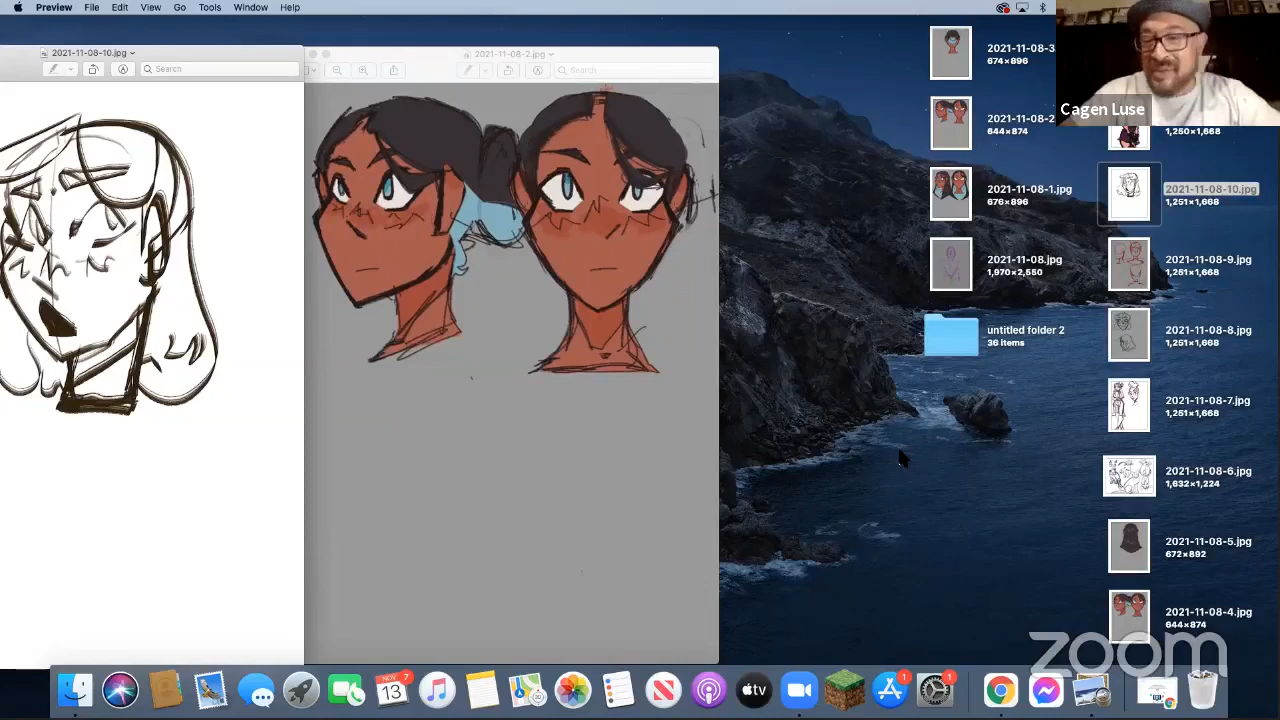 Preview File Edit View Go Tools Window Help
2021-11-08-10.jpg
Search
2021-11-08-2.jpg
Search
Cagen Luse
2021-11-08-3
674×896
2021-11-08-2
644×874
1,250×1,668
2021-11-08-1.jpg
676×896
2021-11-08-10.jpg
1,251×1,668
2021-11-08.jpg
1,970×2,550
2021-11-08-9.jpg
1,251×1,668
untitled folder 2
36 items
2021-11-08-8.jpg
1,251×1,668
2021-11-08-7.jpg
1,251×1,668
2021-11-08-6.jpg
1,632×1,224
2021-11-08-5.jpg
672×892
2021-11-08-4.jpg
644×874
zoom
NOV 7
13
tv
1
1